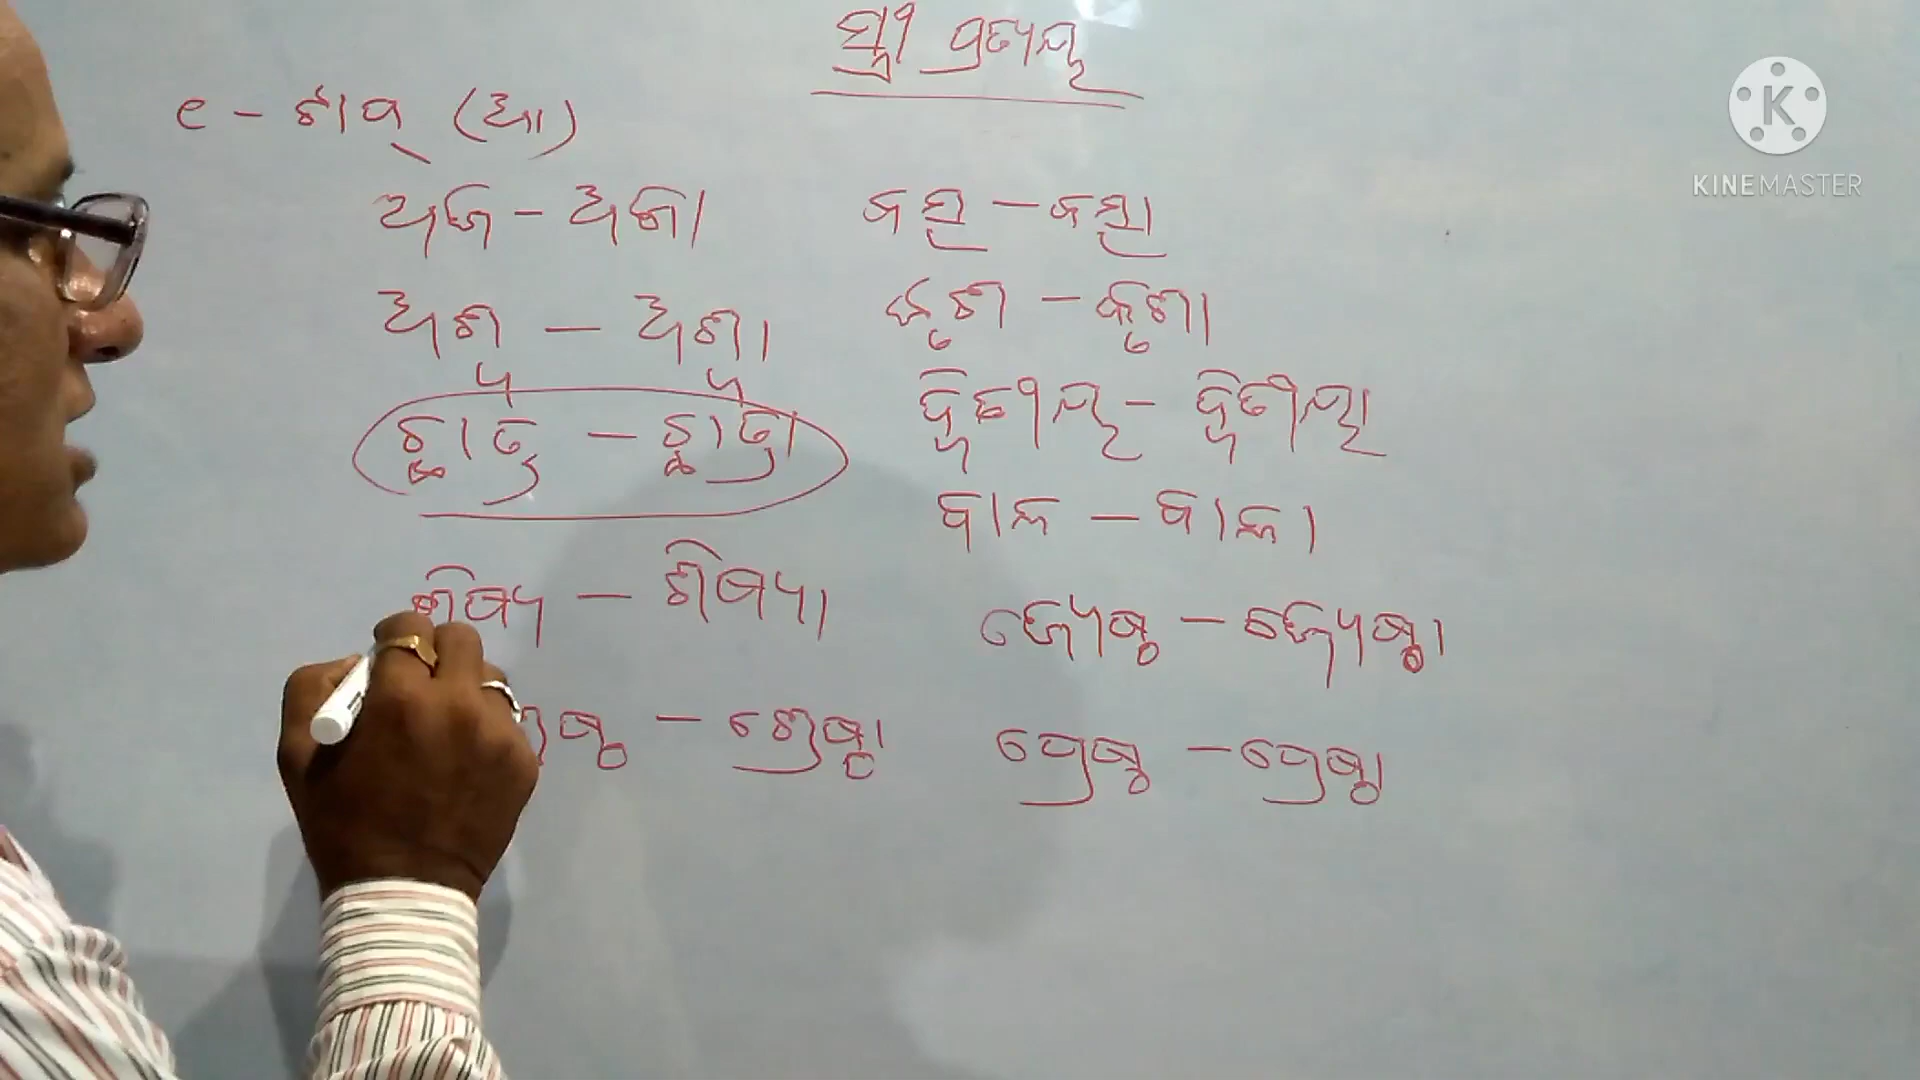 ସ୍ତ୍ରୀ ପ୍ରତ୍ୟୟ
୧ - ଟାପ୍ (ଆ)
ଅଜ - ଅଜା
ଅଶ୍ୱ - ଅଶ୍ୱା
ଛାତ୍ର - ଛାତ୍ରା
ଶିଷ୍ୟ - ଶିଷ୍ୟା
- ଶ୍ରେଷ୍ଠା
କୃଶ - କୃଶା
ଦ୍ୱିତୀୟ - ଦ୍ୱିତୀୟା
ବାଳ - ବାଳା
ଜ୍ୟେଷ୍ଠ - ଜ୍ୟେଷ୍ଠା
ପ୍ରେଷ୍ଠ - ପ୍ରେଷ୍ଠା
KINEMASTER